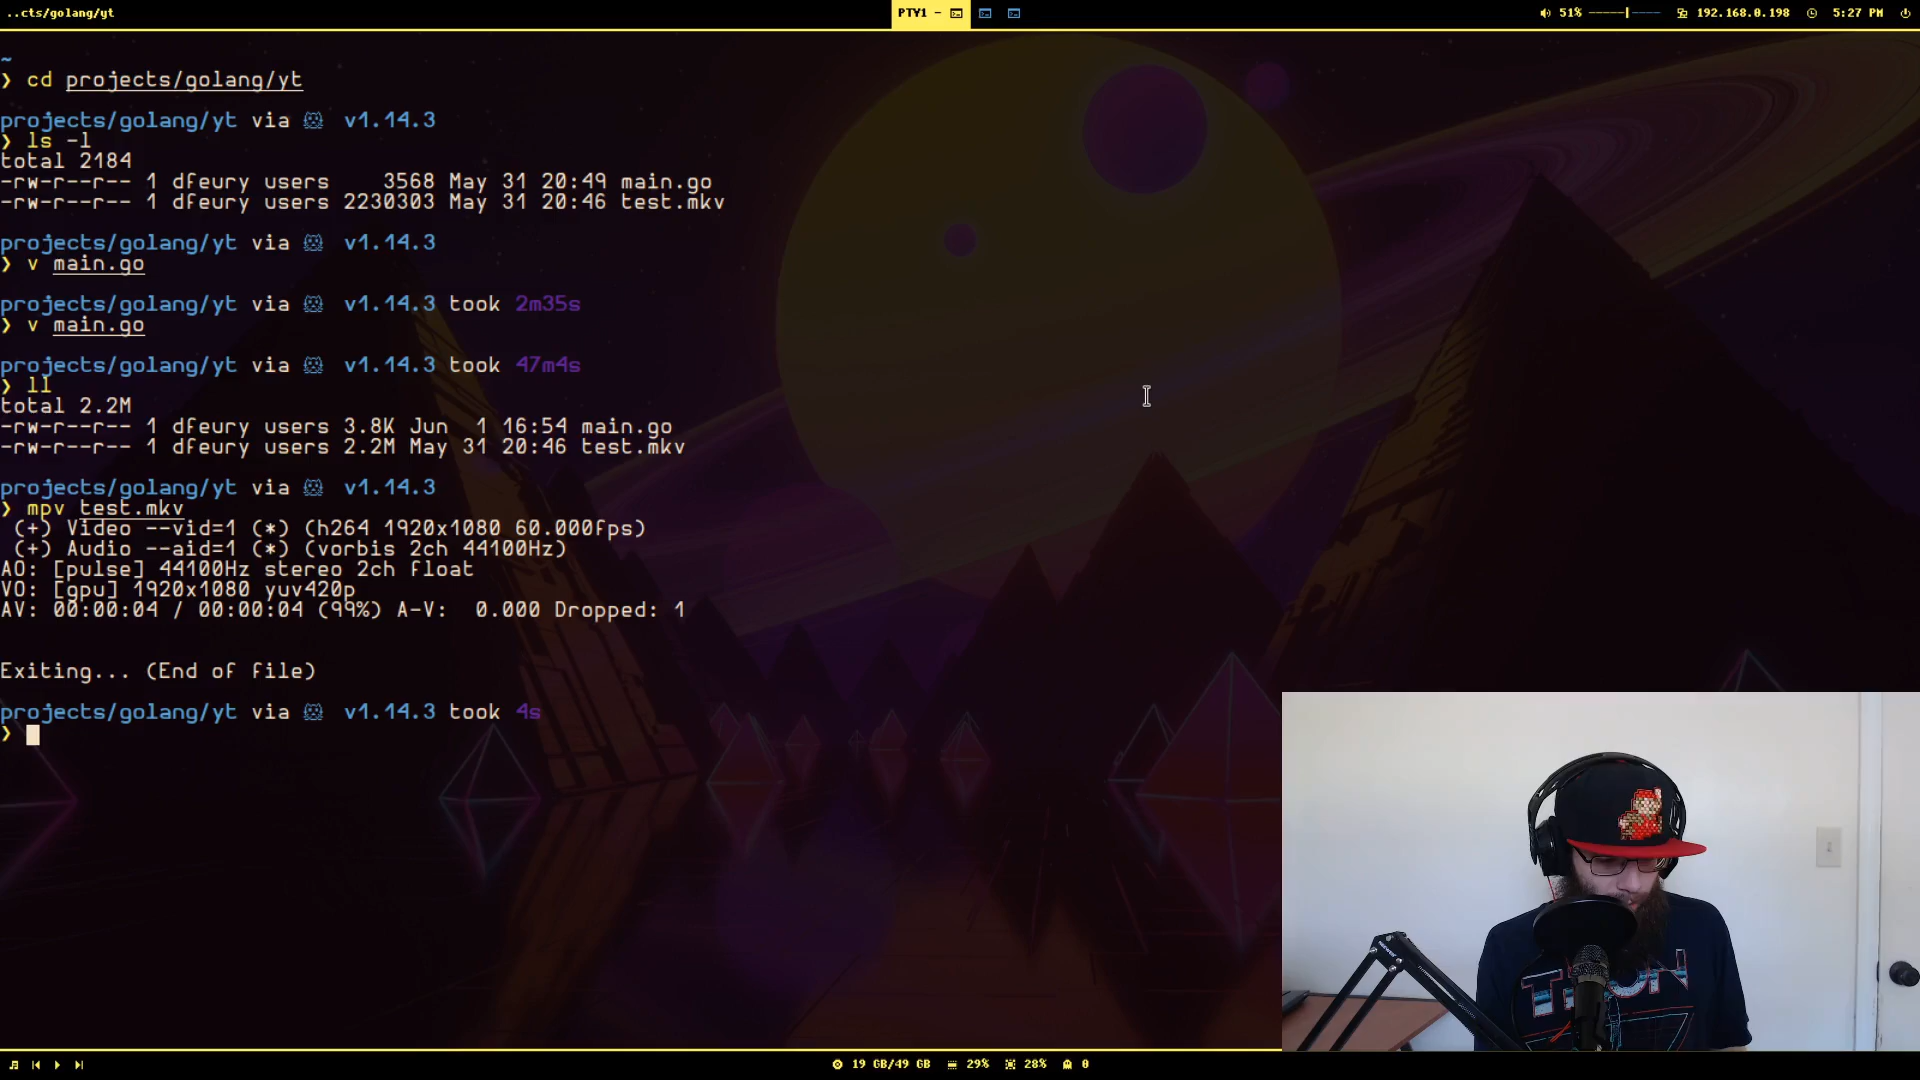 ..cts/golang/yt
PTY1 -
51%
192.168.0.198
5:27 PM
~
❯ cd projects/golang/yt
projects/golang/yt via v1.14.3
❯ ls -l
total 2184
-rw-r--r-- 1 dfeury users    3568 May 31 20:49 main.go
-rw-r--r-- 1 dfeury users 2230303 May 31 20:46 test.mkv
projects/golang/yt via v1.14.3
❯ v main.go
projects/golang/yt via v1.14.3 took 2m35s
❯ v main.go
projects/golang/yt via v1.14.3 took 47m4s
❯ ll
total 2.2M
-rw-r--r-- 1 dfeury users 3.8K Jun  1 16:54 main.go
-rw-r--r-- 1 dfeury users 2.2M May 31 20:46 test.mkv
projects/golang/yt via v1.14.3
❯ mpv test.mkv
 (+) Video --vid=1 (*) (h264 1920x1080 60.000fps)
 (+) Audio --aid=1 (*) (vorbis 2ch 44100Hz)
AO: [pulse] 44100Hz stereo 2ch float
VO: [gpu] 1920x1080 yuv420p
AV: 00:00:04 / 00:00:04 (99%) A-V:  0.000 Dropped: 1
Exiting... (End of file)
projects/golang/yt via v1.14.3 took 4s
❯
TRON
19 GB/49 GB
29%
28%
0